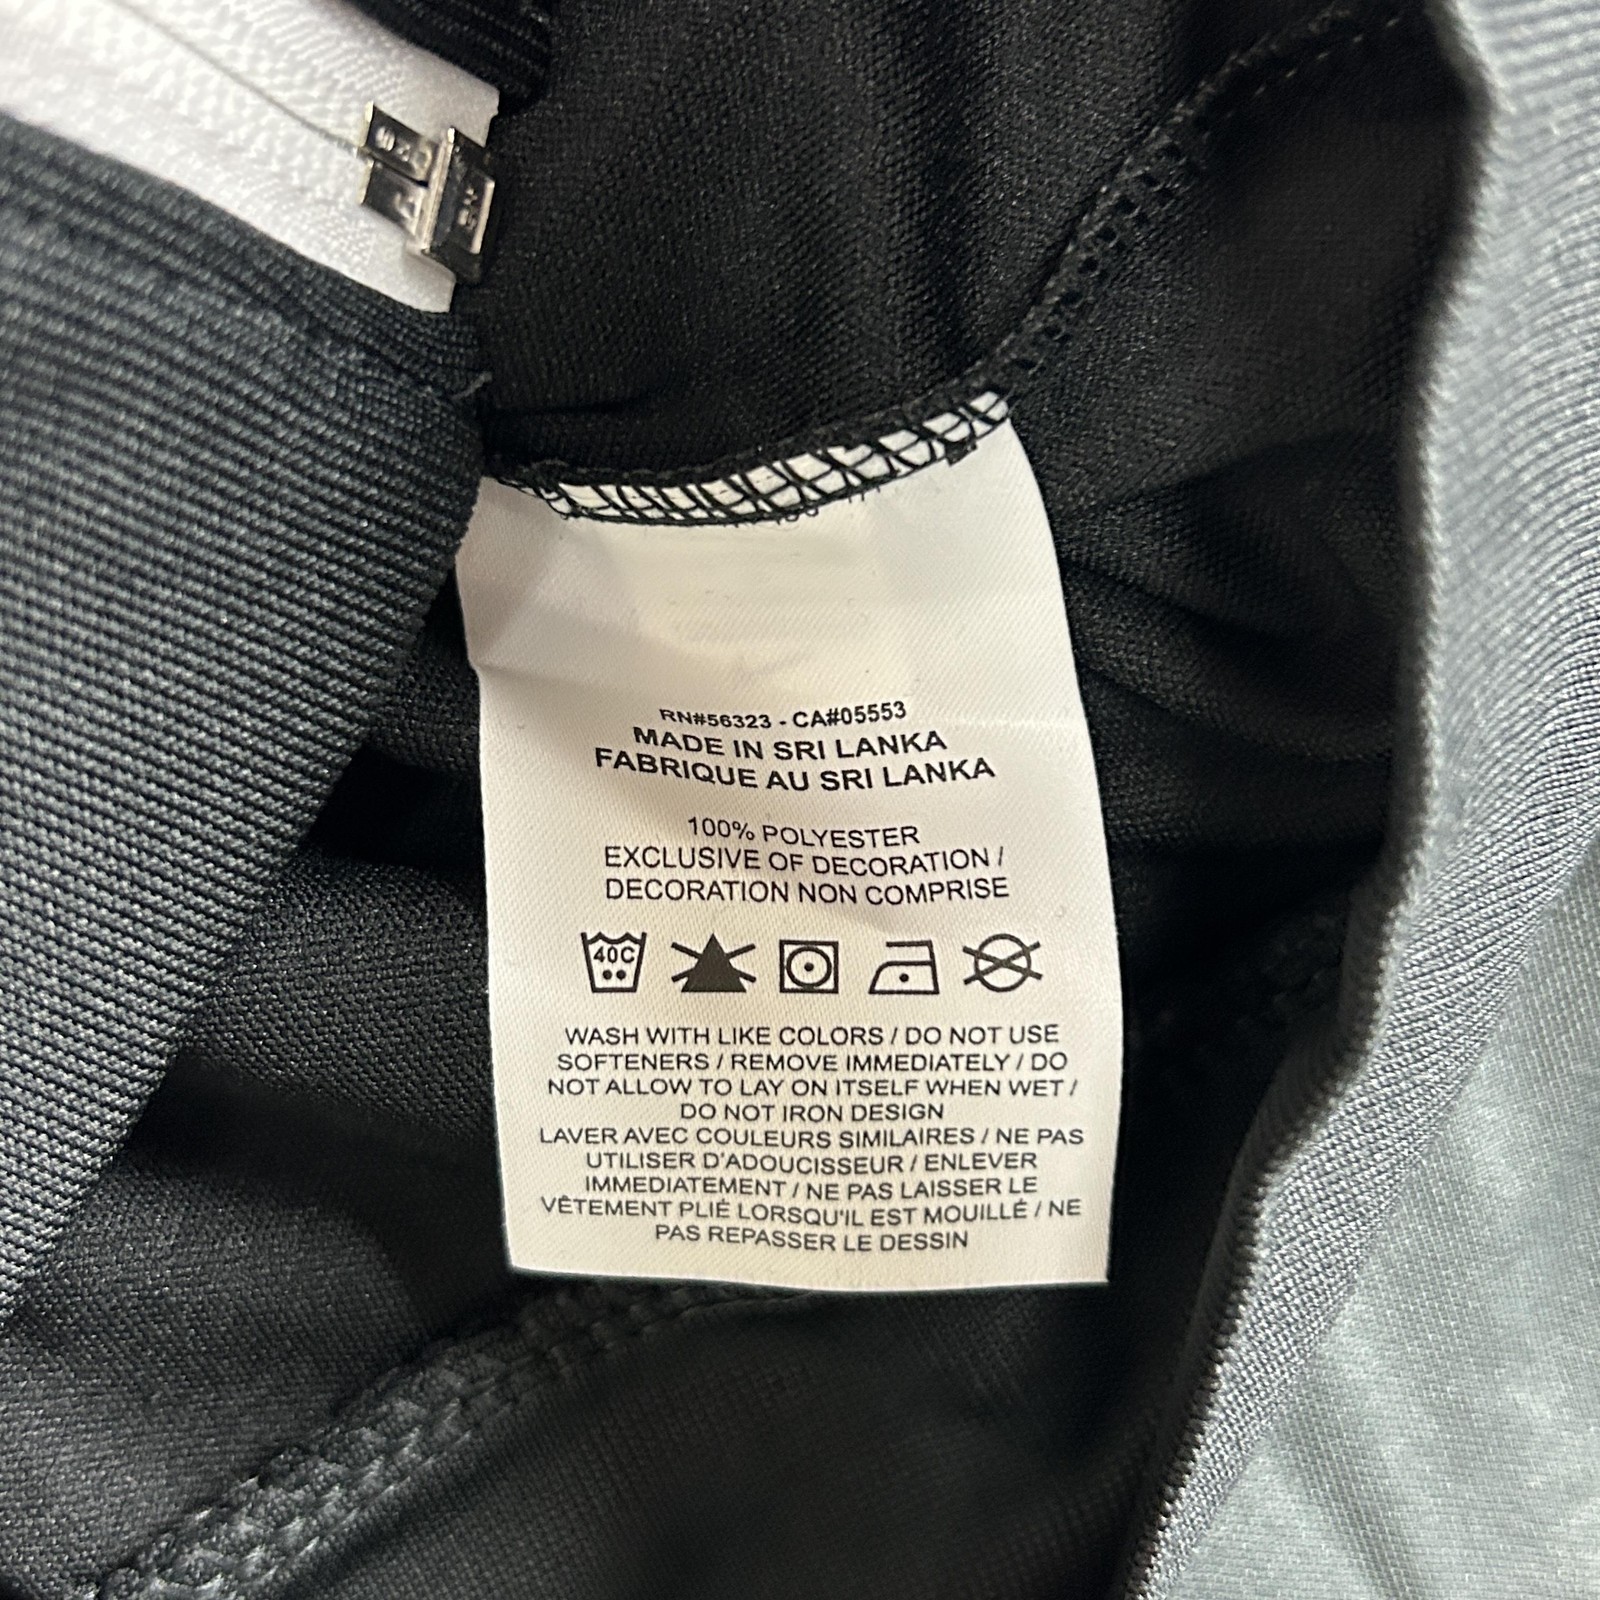 RN#56323 - CA#05553
MADE IN SRI LANKA
FABRIQUE AU SRI LANKA
100% POLYESTER
EXCLUSIVE OF DECORATION /
DECORATION NON COMPRISE
40C
WASH WITH LIKE COLORS / DO NOT USE
SOFTENERS / REMOVE IMMEDIATELY / DO
NOT ALLOW TO LAY ON ITSELF WHEN WET /
DO NOT IRON DESIGN
LAVER AVEC COULEURS SIMILAIRES / NE PAS
UTILISER D'ADOUCISSEUR / ENLEVER
IMMEDIATEMENT / NE PAS LAISSER LE
VÊTEMENT PLIÉ LORSQU'IL EST MOUILLÉ / NE
PAS REPASSER LE DESSIN